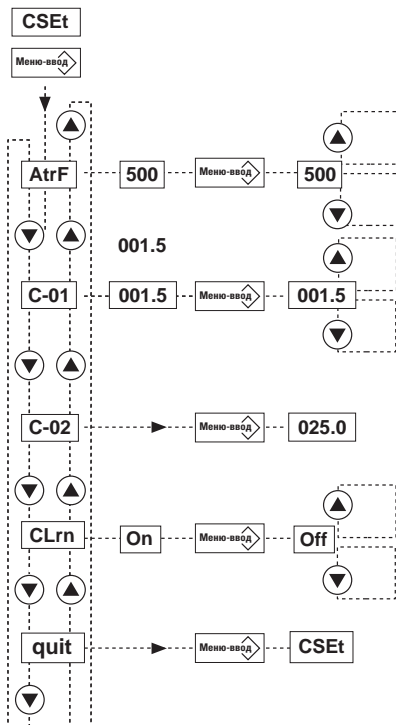 CSEt
Меню-ввод
AtrF 500 Меню-ввод 500
001.5
C-01 001.5 Меню-ввод 001.5
C-02 Меню-ввод 025.0
CLrn On Меню-ввод Off
quit Меню-ввод CSEt